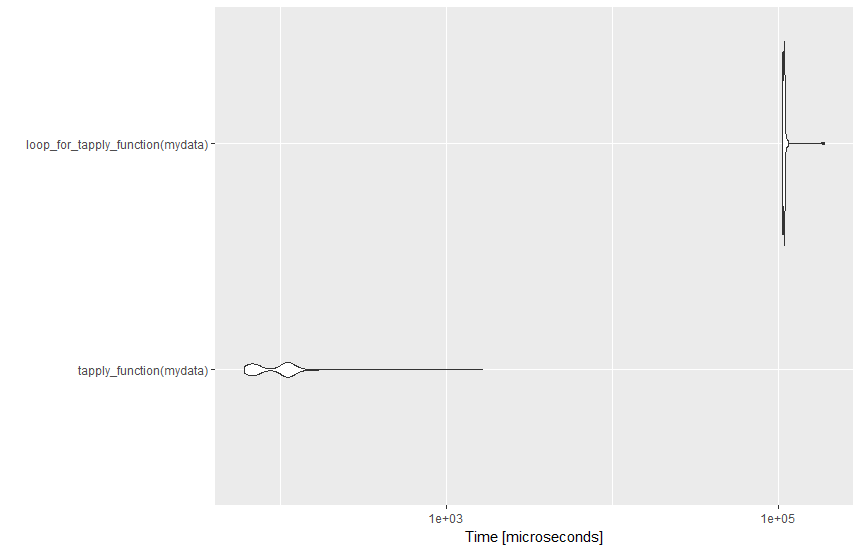 loop_for_tapply_function(mydata)
tapply_function(mydata)
1e+03
1e+05
Time [microseconds]